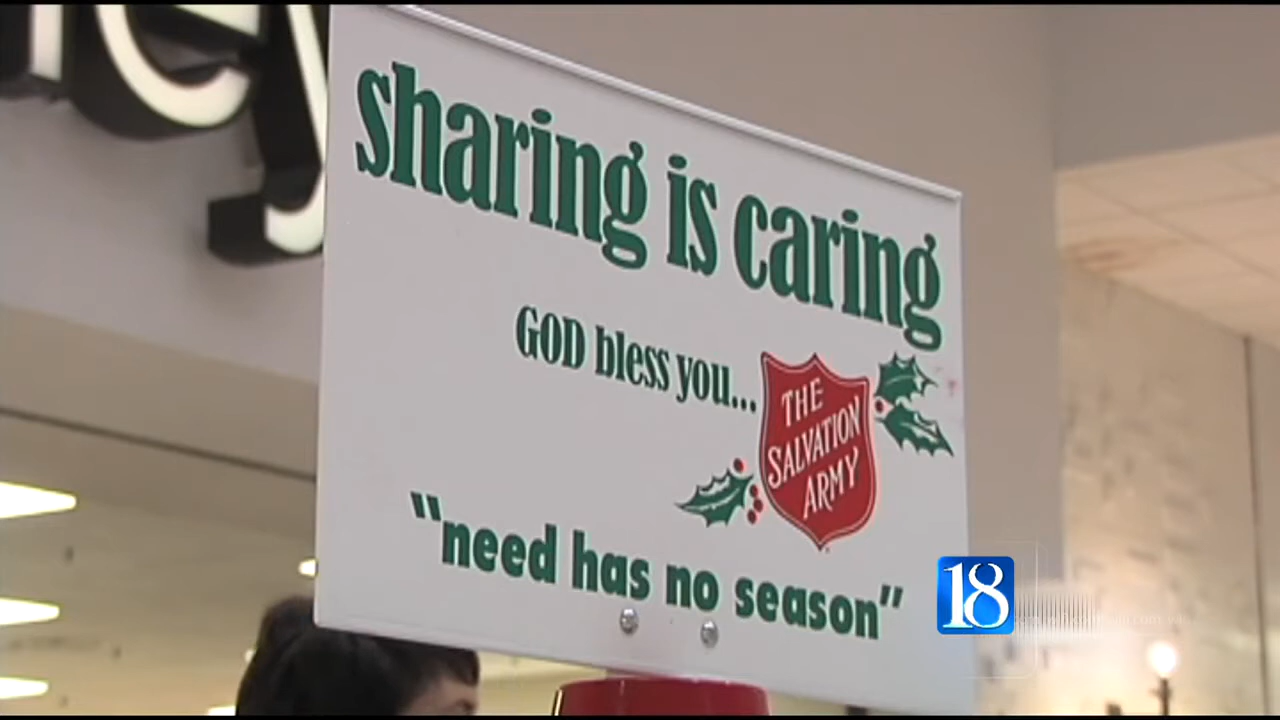 sharing is caring
GOD bless you...
THE
SALVATION
ARMY
"need has no season"
18